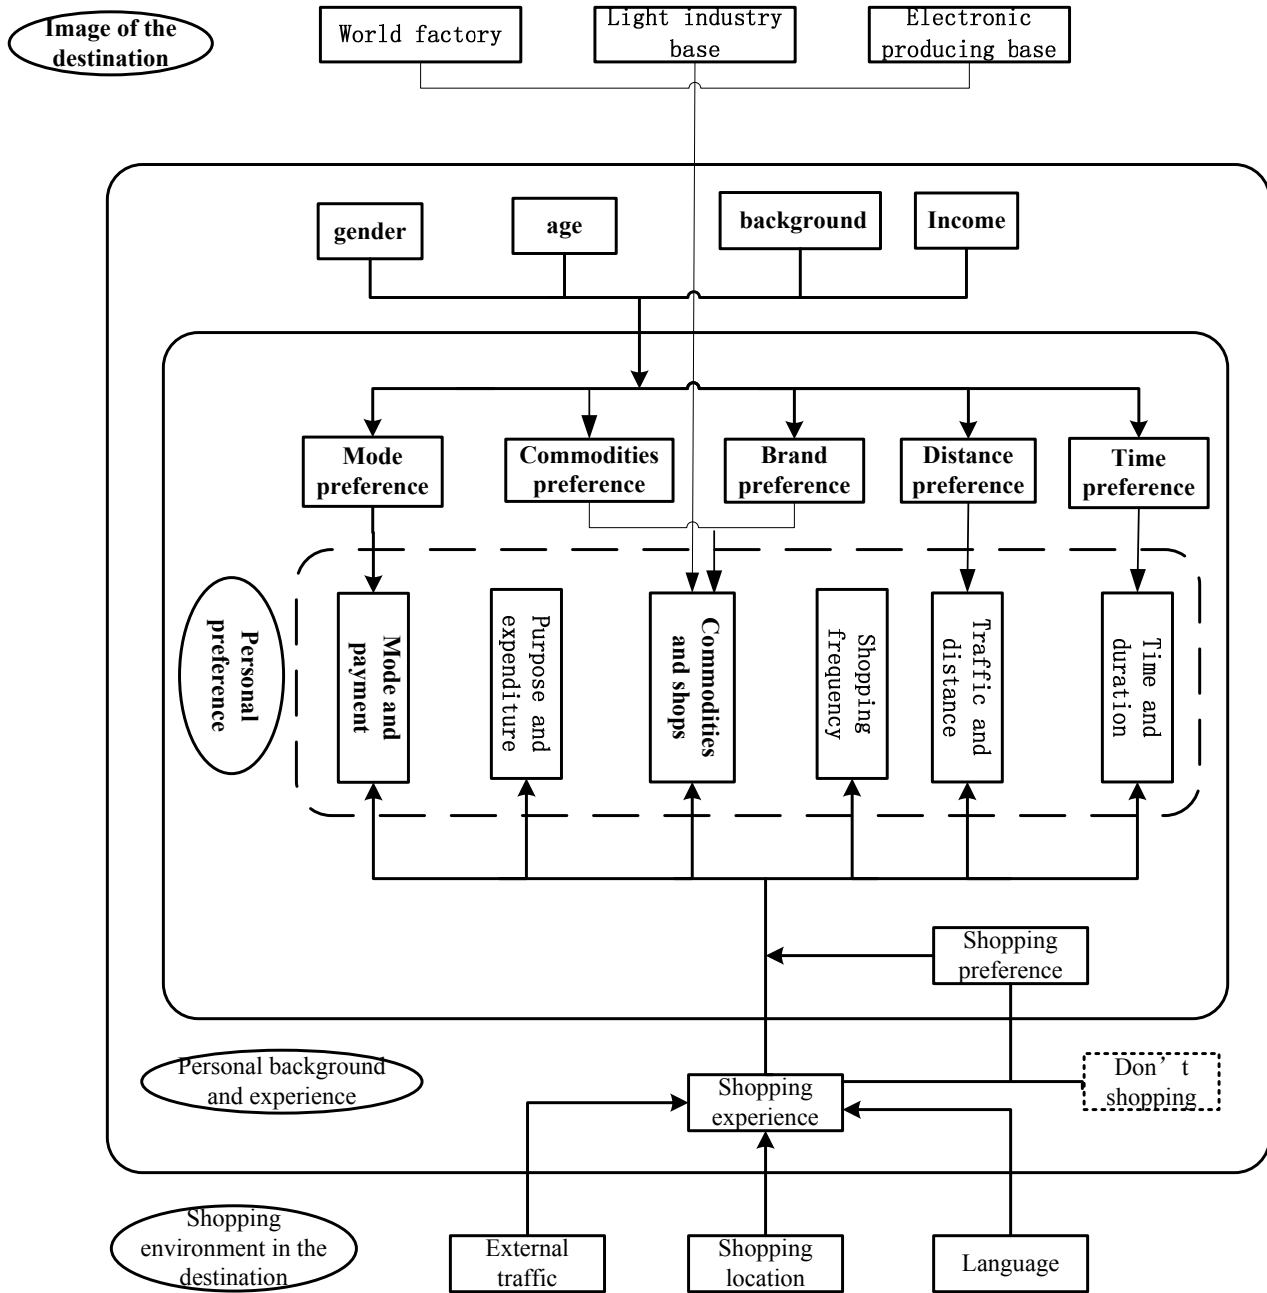 Image of the
destination
World factory
Light industry
base
Electronic
producing base
gender
age
background
Income
Mode
preference
Commodities
preference
Brand
preference
Distance
preference
Time
preference
Personal
preference
Mode and
payment
Purpose and
expenditure
Commodities
and shops
Shopping
frequency
Traffic and
distance
Time and
duration
Shopping
preference
Personal background
and experience
Shopping
experience
Don’t
shopping
Shopping
environment in the
destination
External
traffic
Shopping
location
Language